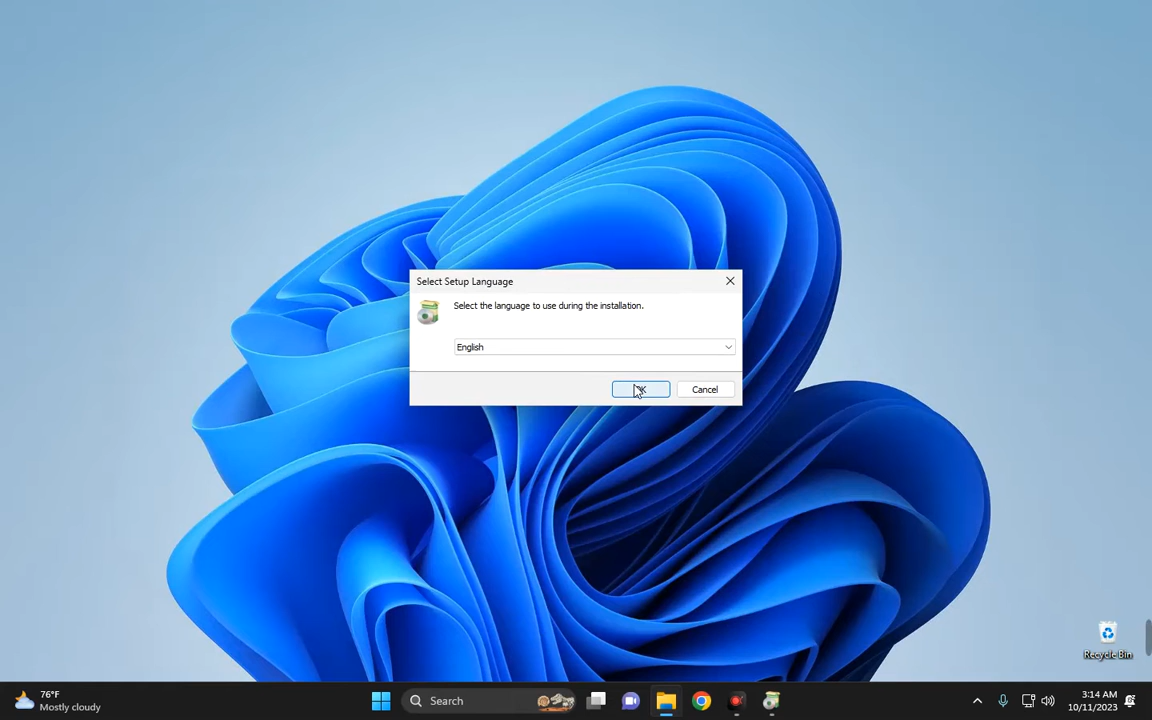 Select Setup Language
Select the language to use during the installation.
English
Cancel
Recycle Bin
76°F
Mostly cloudy
Search
3:14 AM
10/11/2023